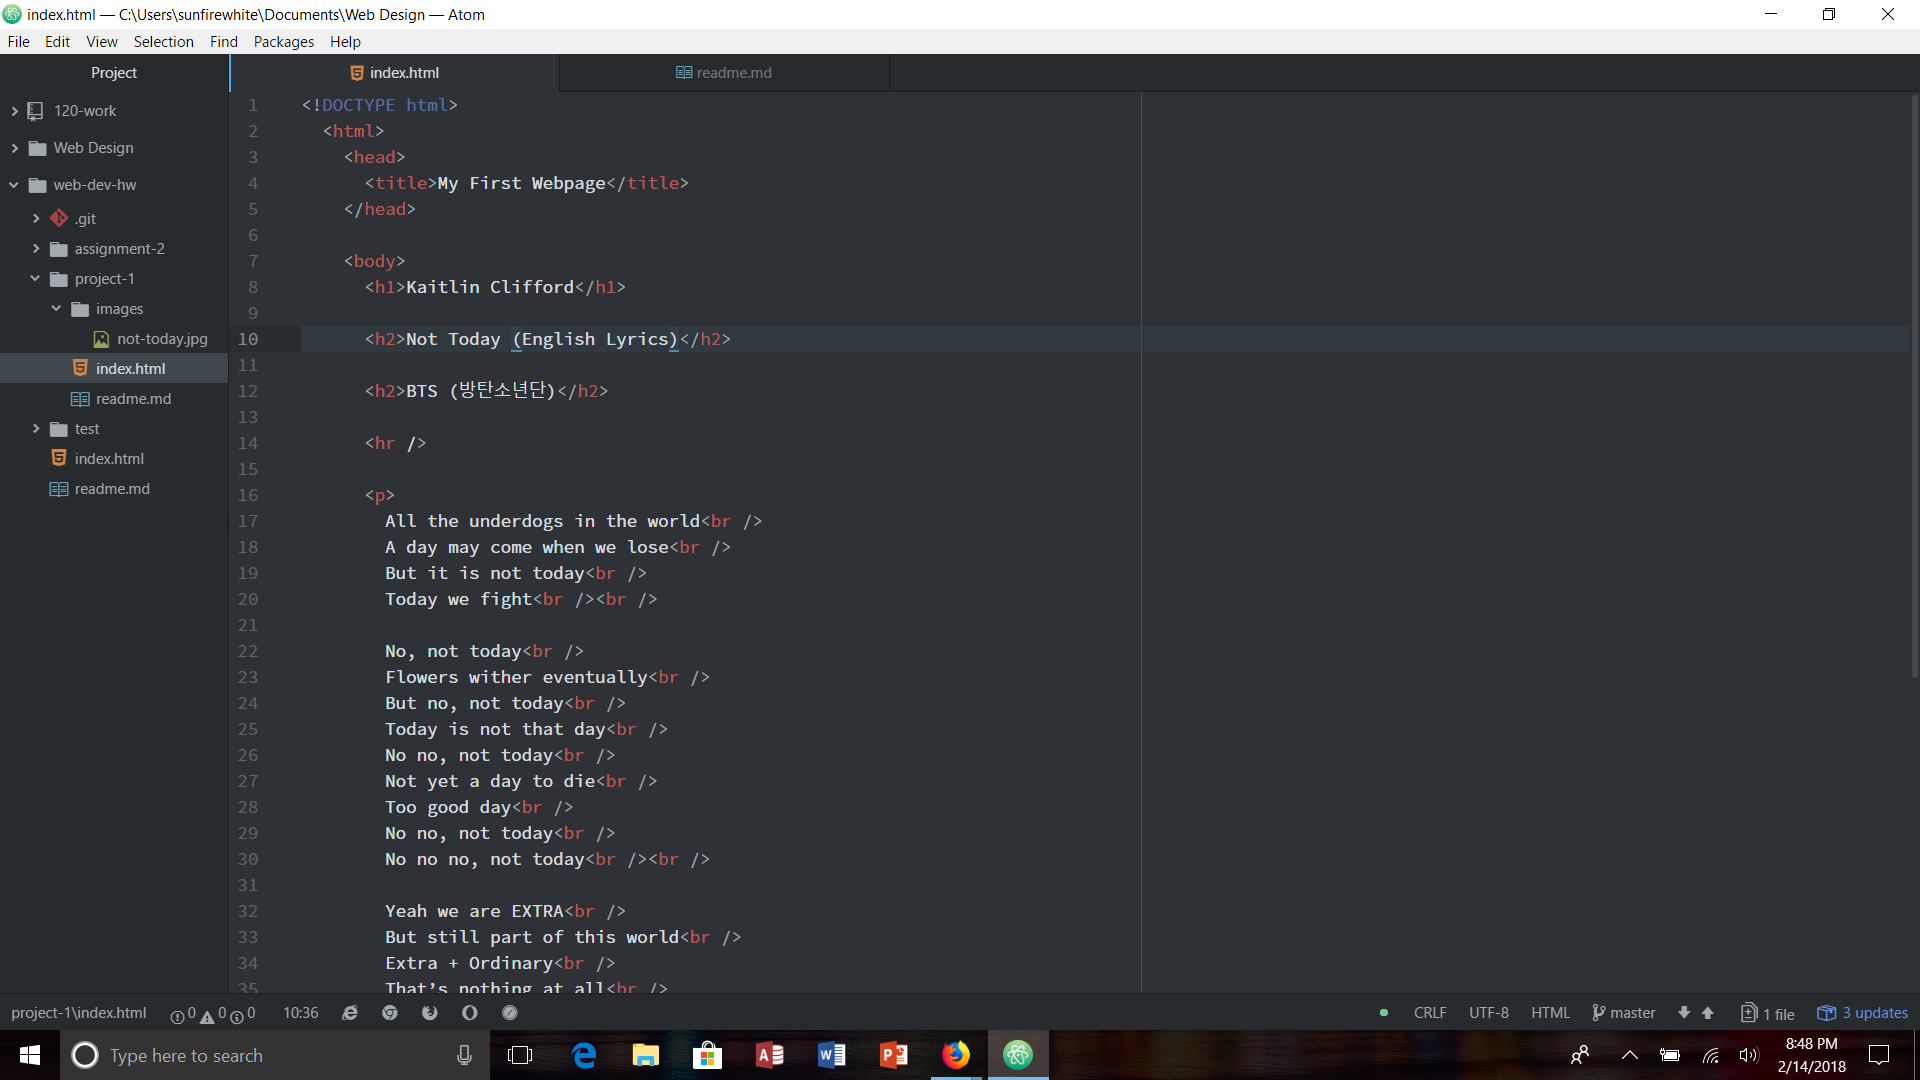 index.html — C:\Users\sunfirewhite\Documents\Web Design — Atom
File Edit View Selection Find Packages Help
Project
index.html
readme.md
120-work
Web Design
web-dev-hw
.git
assignment-2
project-1
images
not-today.jpg
index.html
readme.md
test
index.html
readme.md
1 <!DOCTYPE html>
2 <html>
3 <head>
4 <title>My First Webpage</title>
5 </head>
6
7 <body>
8 <h1>Kaitlin Clifford</h1>
9
10 <h2>Not Today (English Lyrics)</h2>
11
12 <h2>BTS (방탄소년단)</h2>
13
14 <hr />
15
16 <p>
17 All the underdogs in the world<br />
18 A day may come when we lose<br />
19 But it is not today<br />
20 Today we fight<br /><br />
21
22 No, not today<br />
23 Flowers wither eventually<br />
24 But no, not today<br />
25 Today is not that day<br />
26 No no, not today<br />
27 Not yet a day to die<br />
28 Too good day<br />
29 No no, not today<br />
30 No no no, not today<br /><br />
31
32 Yeah we are EXTRA<br />
33 But still part of this world<br />
34 Extra + Ordinary<br />
35 That’s nothing at all<br />
project-1\index.html 0 0 0 10:36 CRLF UTF-8 HTML master 1 file 3 updates
Type here to search
8:48 PM
2/14/2018